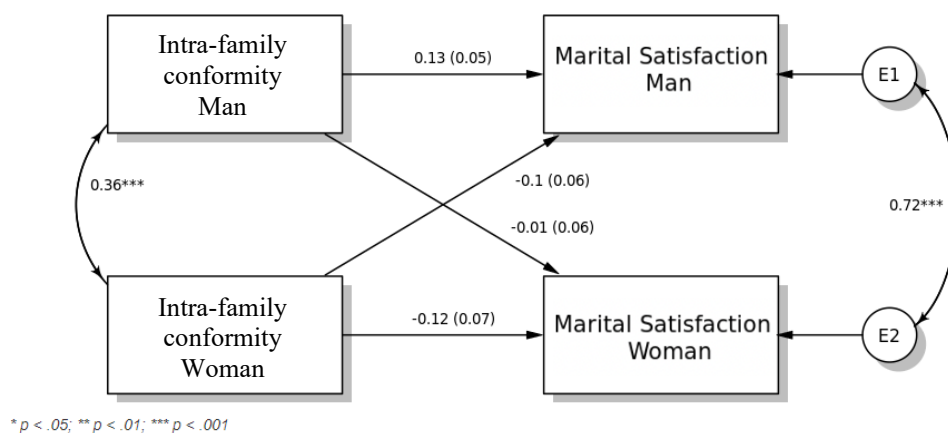 Intra-family
conformity
Man
0.13 (0.05)
Marital Satisfaction
Man
E1
0.36***
-0.1 (0.06)
-0.01 (0.06)
0.72***
Intra-family
conformity
Woman
-0.12 (0.07)
Marital Satisfaction
Woman
E2
* p < .05; ** p < .01; *** p < .001